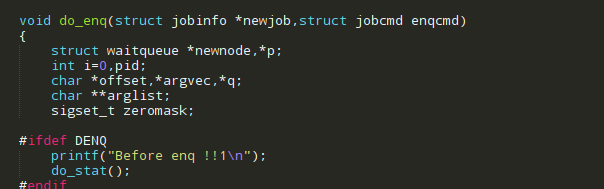 void do_enq(struct jobinfo *newjob,struct jobcmd enqcmd)
{
    struct waitqueue *newnode,*p;
    int i=0,pid;
    char *offset,*argvec,*q;
    char **arglist;
    sigset_t zeromask;

#ifdef DENQ
    printf("Before enq !!1\n");
    do_stat();
#endif